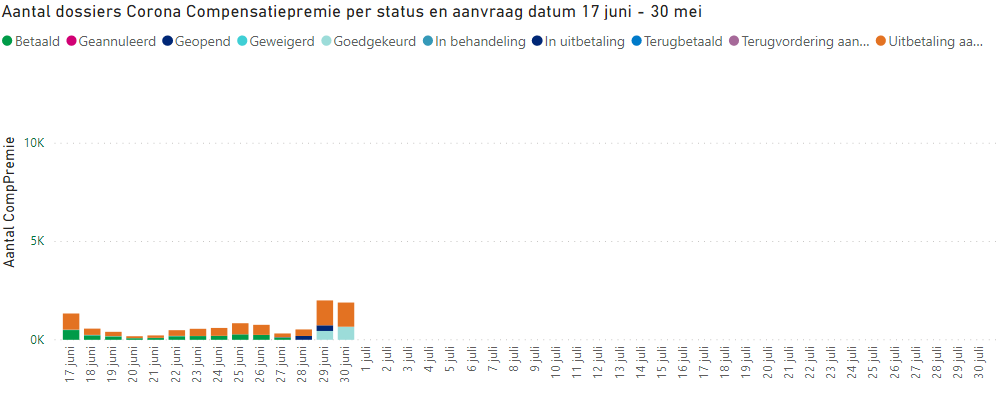 Aantal dossiers Corona Compensatiepremie per status en aanvraag datum 17 juni - 30 mei
Betaald Geannuleerd Geopend Geweigerd Goedgekeurd In behandeling In uitbetaling Terugbetaald Terugvordering aan... Uitbetaling aa...
Aantal CompPremie
10K
5K
0K
17 juni
18 juni
19 juni
20 juni
21 juni
22 juni
23 juni
24 juni
25 juni
26 juni
27 juni
28 juni
29 juni
30 juni
1 juli
2 juli
3 juli
4 juli
5 juli
6 juli
7 juli
8 juli
9 juli
10 juli
11 juli
12 juli
13 juli
14 juli
15 juli
16 juli
17 juli
18 juli
19 juli
20 juli
21 juli
22 juli
23 juli
24 juli
25 juli
26 juli
27 juli
28 juli
29 juli
30 juli